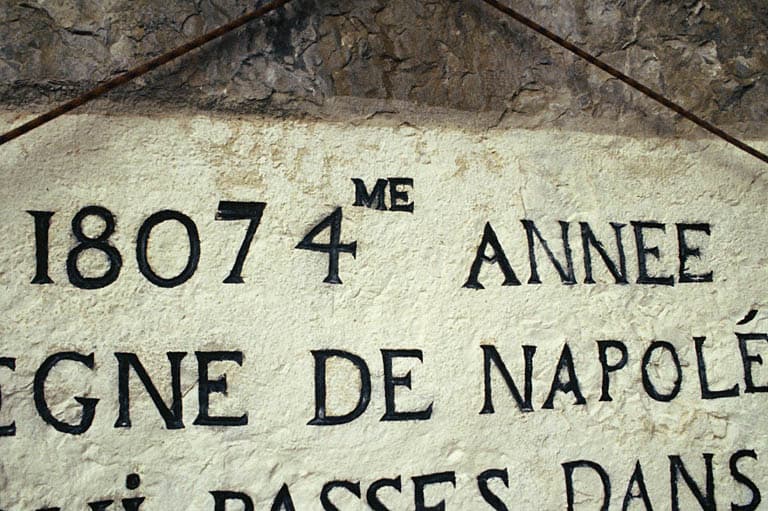 1807 4ME ANNEE
EGNE DE NAPOLÉ
PASSES DANS